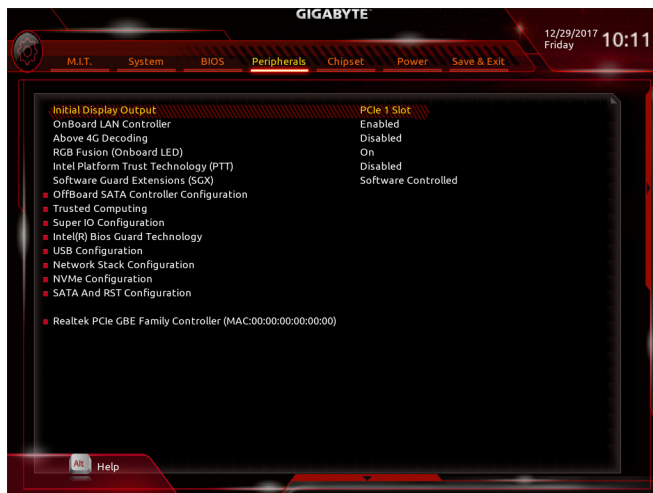 GIGABYTE™
12/29/2017 10:11
Friday
M.I.T. System BIOS Peripherals Chipset Power Save & Exit
Initial Display Output PCIe 1 Slot
OnBoard LAN Controller Enabled
Above 4G Decoding Disabled
RGB Fusion (Onboard LED) On
Intel Platform Trust Technology (PTT) Disabled
Software Guard Extensions (SGX) Software Controlled
OffBoard SATA Controller Configuration
Trusted Computing
Super IO Configuration
Intel(R) Bios Guard Technology
USB Configuration
Network Stack Configuration
NVMe Configuration
SATA And RST Configuration
Realtek PCIe GBE Family Controller (MAC:00:00:00:00:00:00)
Alt Help